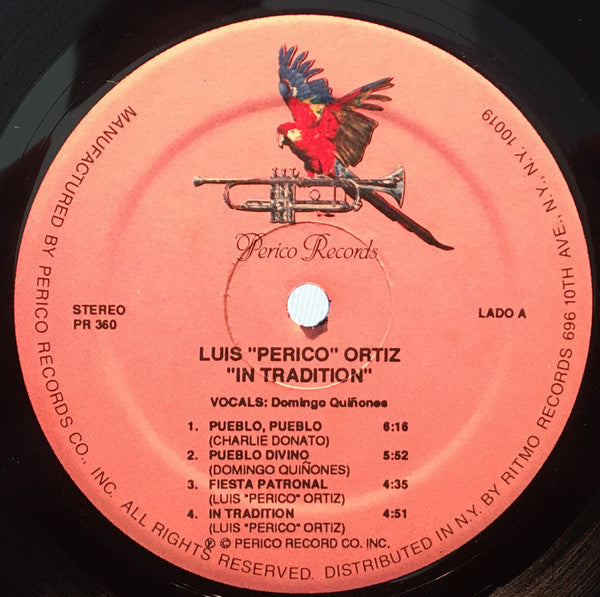 Perico Records
STEREO
PR 360
LADO A
LUIS "PERICO" ORTIZ
"IN TRADITION"
VOCALS: Domingo Quiñones
1. PUEBLO, PUEBLO 6:16
(CHARLIE DONATO)
2. PUEBLO DIVINO 5:52
(DOMINGO QUIÑONES)
3. FIESTA PATRONAL 4:35
(LUIS "PERICO" ORTIZ)
4. IN TRADITION 4:51
(LUIS "PERICO" ORTIZ)
℗ © PERICO RECORD CO. INC.
MANUFACTURED BY PERICO RECORDS CO., INC. ALL RIGHTS RESERVED. DISTRIBUTED IN N.Y. BY RITMO RECORDS 696 10TH AVE., N.Y., N.Y. 10019